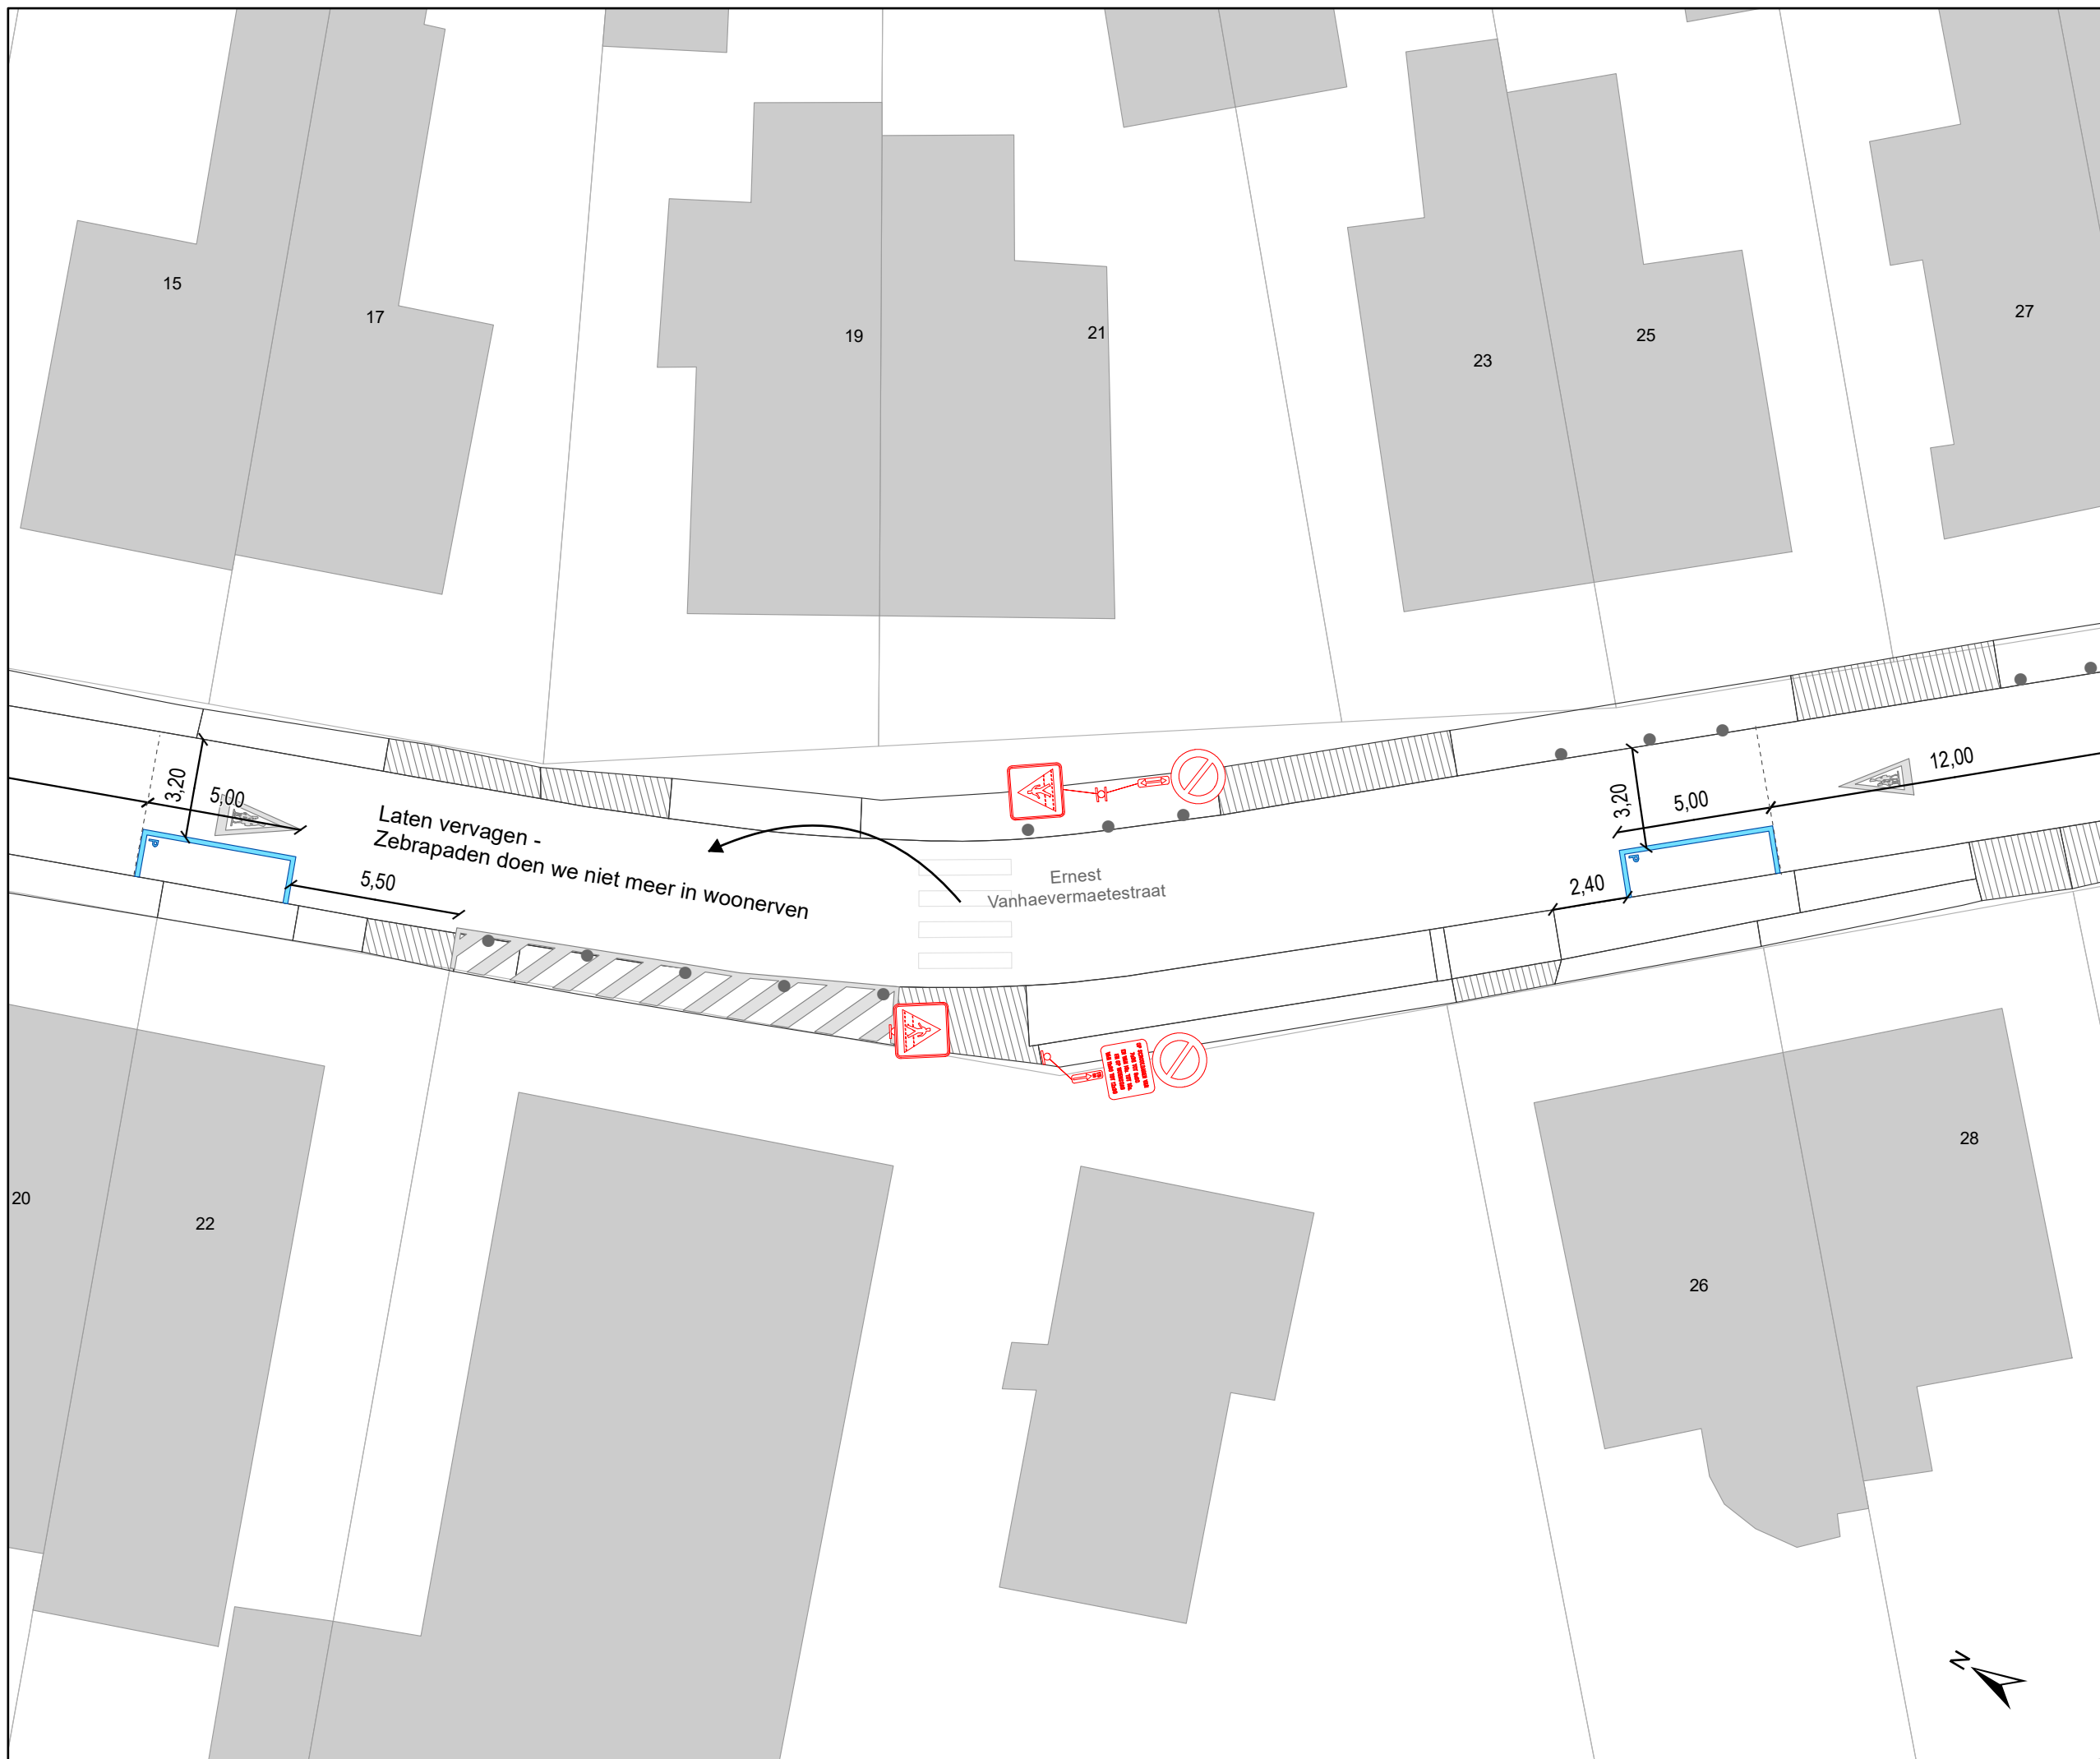 15
17
19
21
23
25
27
3,20
5,00
Laten vervagen -
Zebrapaden doen we niet meer in woonerven
5,50
Ernest
Vanhaevermaetestraat
3,20
5,00
12,00
2,40
P
P
20
22
26
28
N